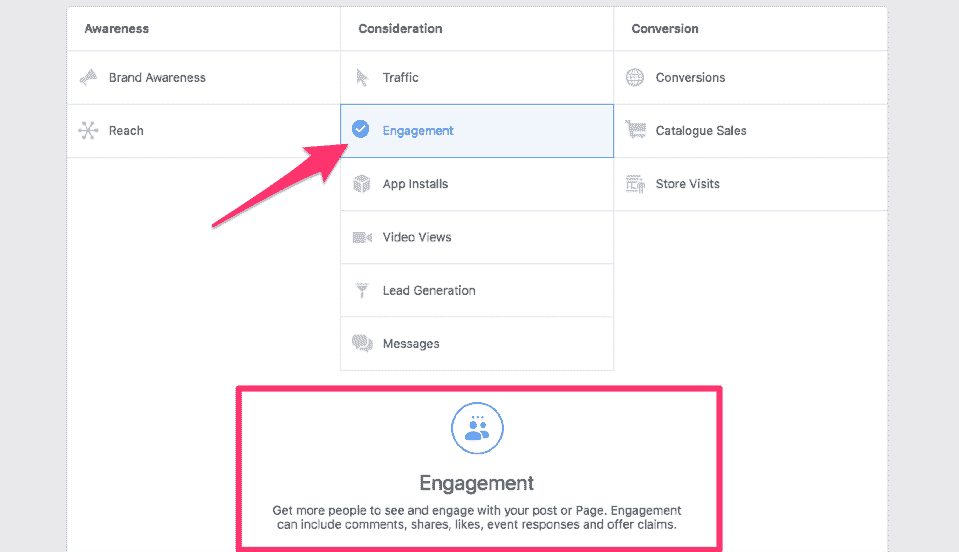 Awareness
Consideration
Conversion
Brand Awareness
Traffic
Conversions
Reach
Engagement
Catalogue Sales
App Installs
Store Visits
Video Views
Lead Generation
Messages
Engagement
Get more people to see and engage with your post or Page. Engagement
can include comments, shares, likes, event responses and offer claims.